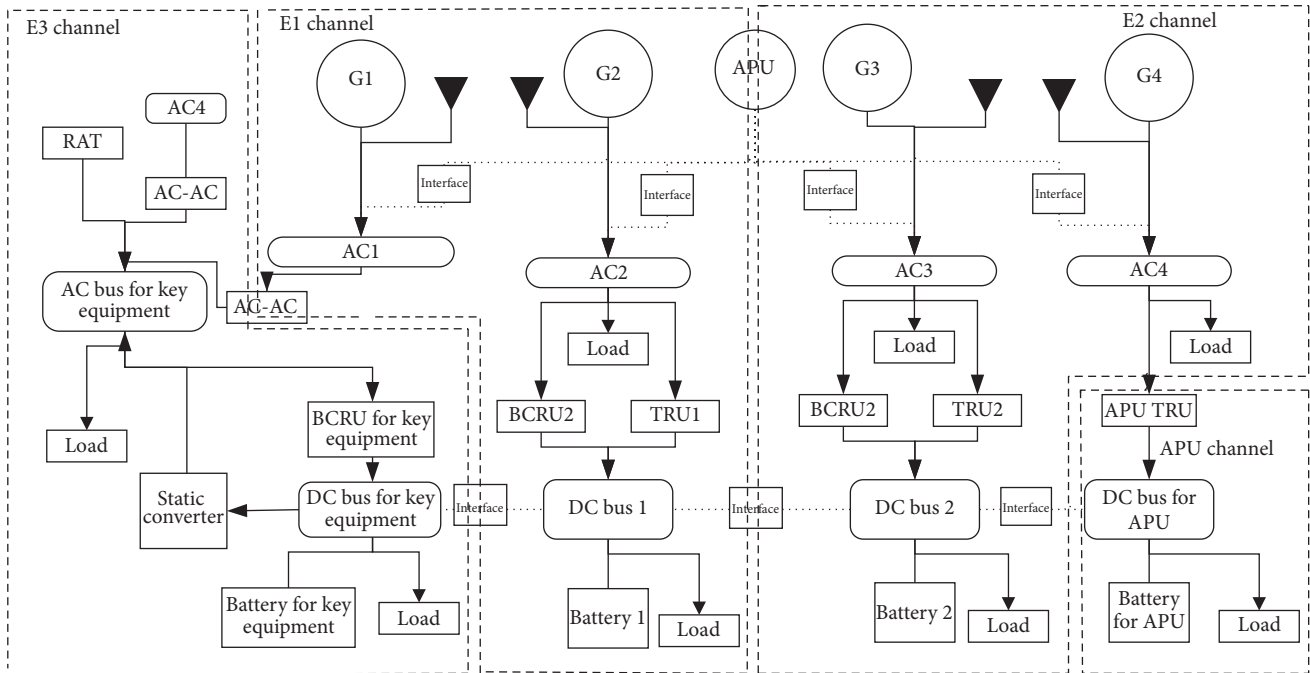 E3 channel
E1 channel
E2 channel
G1
G2
APU
G3
G4
AC4
RAT
AC-AC
Interface
Interface
Interface
Interface
AC1
AC2
AC3
AC4
AC bus for key
equipment
AC-AC
Load
Load
Load
BCRU2
TRU1
BCRU2
TRU2
APU TRU
Load
BCRU for key
equipment
APU channel
Static
converter
DC bus for key
equipment
Interface
DC bus 1
Interface
DC bus 2
Interface
DC bus for
APU
Battery for key
equipment
Load
Battery 1
Load
Battery 2
Load
Battery
for APU
Load